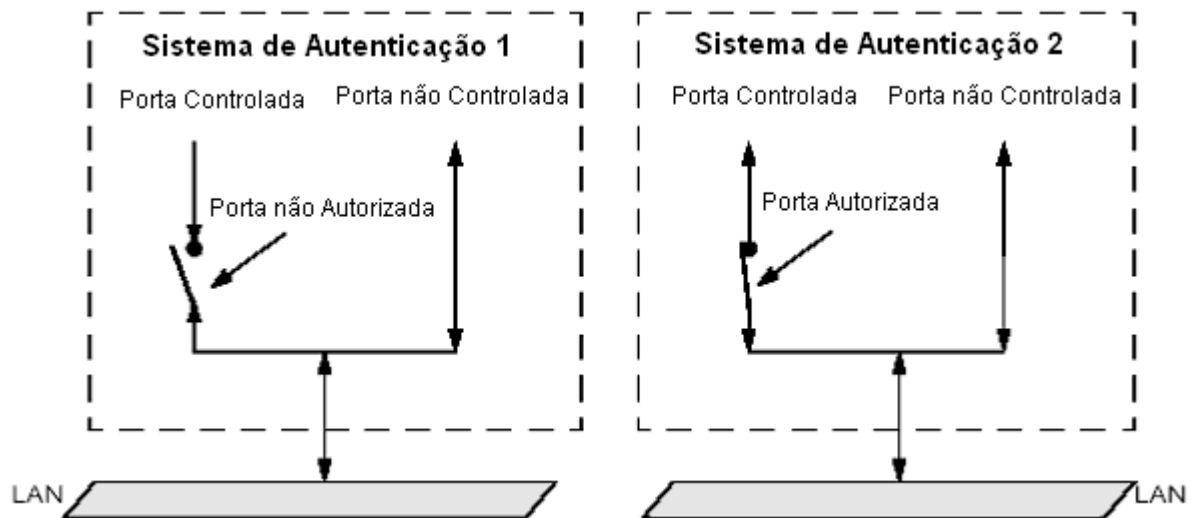 Sistema de Autenticação 1
Porta Controlada
Porta não Controlada
Porta não Autorizada
LAN
Sistema de Autenticação 2
Porta Controlada
Porta não Controlada
Porta Autorizada
LAN